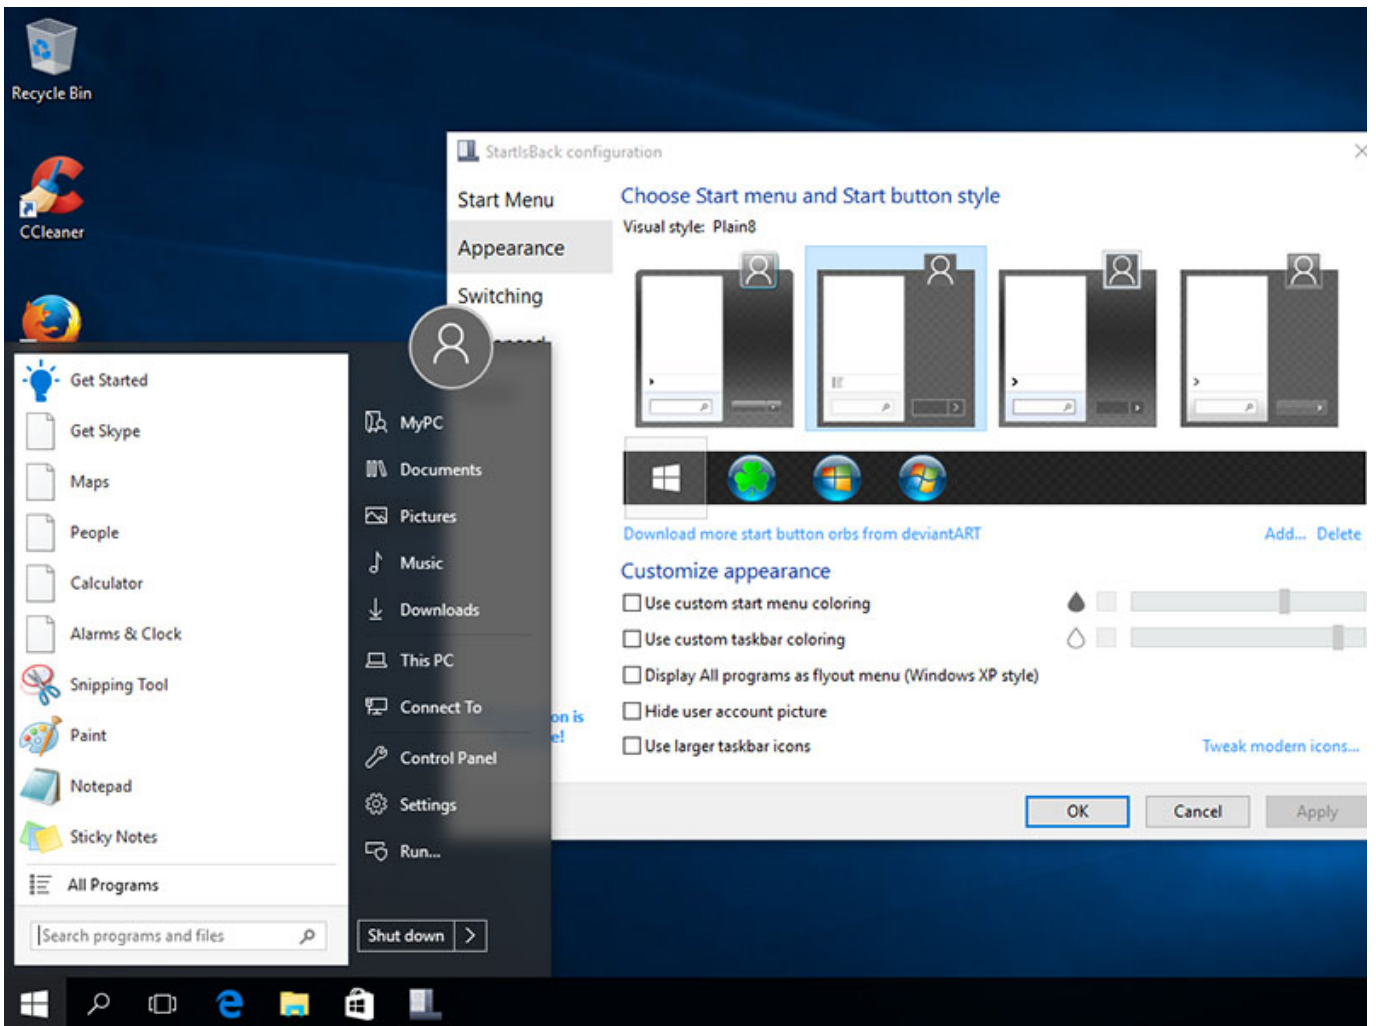 Recycle Bin
CCleaner
StartIsBack configuration
Start Menu
Appearance
Switching
Choose Start menu and Start button style
Visual style: Plain8
Download more start button orbs from deviantART
Add... Delete
Customize appearance
Use custom start menu coloring
Use custom taskbar coloring
Display All programs as flyout menu (Windows XP style)
Hide user account picture
Use larger taskbar icons
Tweak modern icons...
on is
e!
OK
Cancel
Apply
Get Started
Get Skype
Maps
People
Calculator
Alarms & Clock
Snipping Tool
Paint
Notepad
Sticky Notes
All Programs
Search programs and files
MyPC
Documents
Pictures
Music
Downloads
This PC
Connect To
Control Panel
Settings
Run...
Shut down